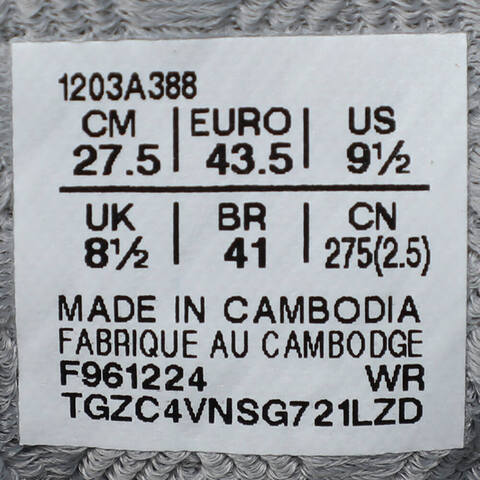 1203A388
CM | EURO | US
27.5 | 43.5 | 9½
UK | BR | CN
8½ | 41 | 275(2.5)
MADE IN CAMBODIA
FABRIQUE AU CAMBODGE
F961224 WR
TGZC4VNSG721LZD